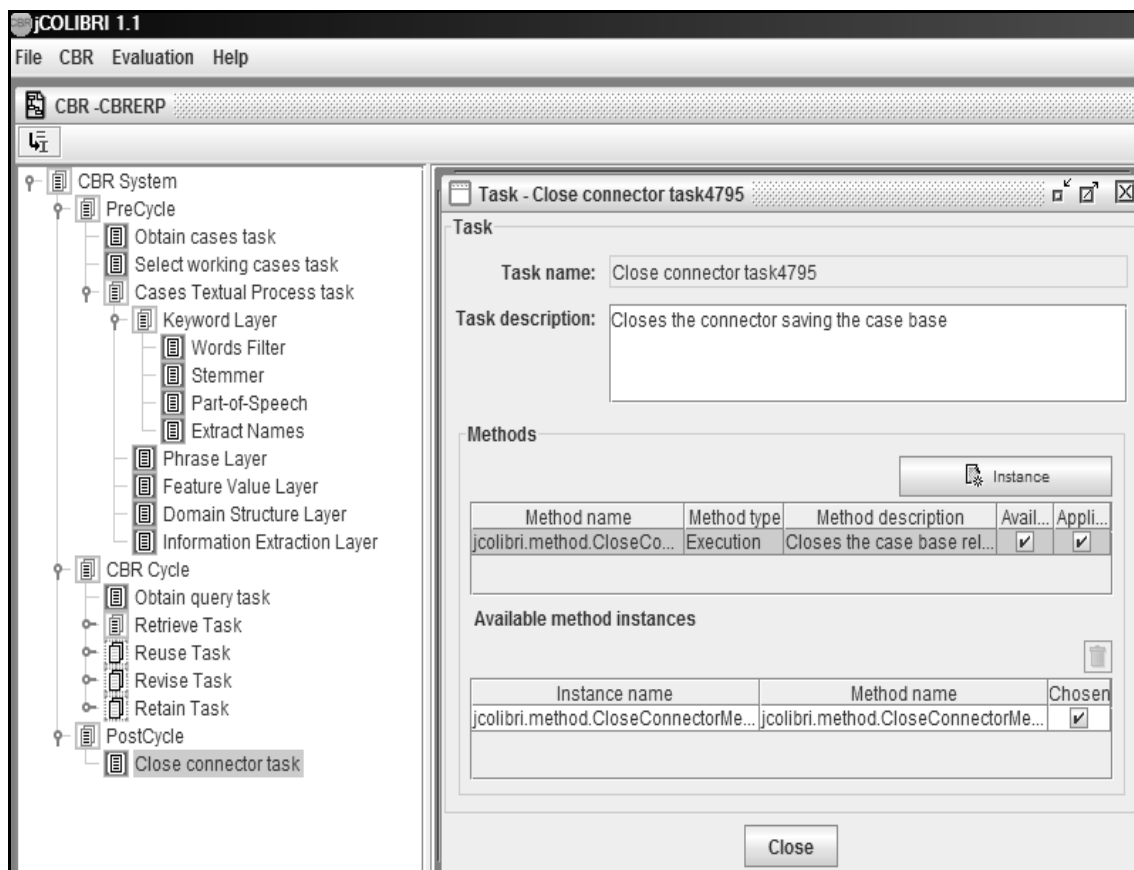 jCOLIBRI 1.1
File CBR Evaluation Help
CBR -CBRERP
CBR System
PreCycle
Obtain cases task
Select working cases task
Cases Textual Process task
Keyword Layer
Words Filter
Stemmer
Part-of-Speech
Extract Names
Phrase Layer
Feature Value Layer
Domain Structure Layer
Information Extraction Layer
CBR Cycle
Obtain query task
Retrieve Task
Reuse Task
Revise Task
Retain Task
PostCycle
Close connector task
Task - Close connector task4795
Task
Task name: Close connector task4795
Task description: Closes the connector saving the case base
Methods
Instance
Method name Method type Method description Avail... Appli...
jcolibri.method.CloseCo... Execution Closes the case base rel...
Available method instances
Instance name Method name Chosen
jcolibri.method.CloseConnectorMe... jcolibri.method.CloseConnectorMe...
Close